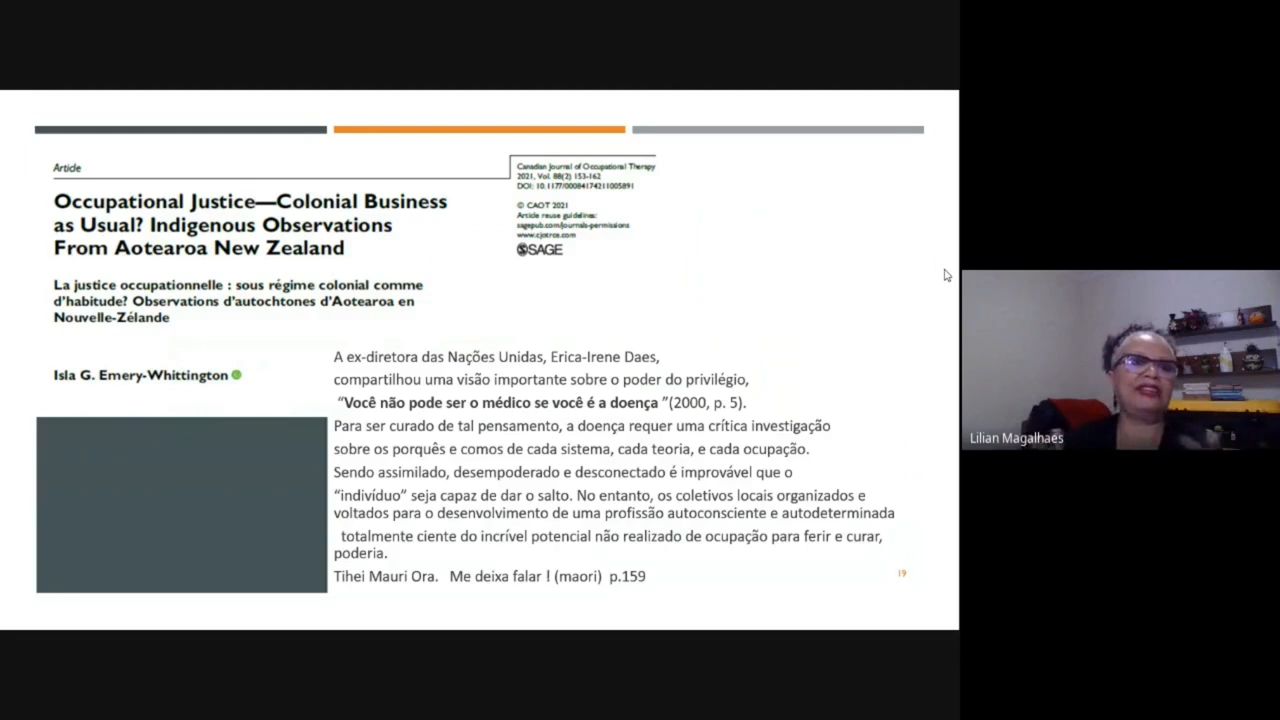 Article
Canadian Journal of Occupational Therapy
2021, Vol. 88(2) 153-162
DOI: 10.1177/00084174211005891
© CAOT 2021
Article reuse guidelines:
sagepub.com/journals-permissions
www.cjotrce.com
SAGE
Occupational Justice—Colonial Business
as Usual? Indigenous Observations
From Aotearoa New Zealand
La justice occupationnelle : sous régime colonial comme
d'habitude? Observations d'autochtones d'Aotearoa en
Nouvelle-Zélande
Isla G. Emery-Whittington
A ex-diretora das Nações Unidas, Erica-Irene Daes,
compartilhou uma visão importante sobre o poder do privilégio,
“Você não pode ser o médico se você é a doença ”(2000, p. 5).
Para ser curado de tal pensamento, a doença requer uma crítica investigação
sobre os porquês e comos de cada sistema, cada teoria, e cada ocupação.
Sendo assimilado, desempoderado e desconectado é improvável que o
“indivíduo” seja capaz de dar o salto. No entanto, os coletivos locais organizados e
voltados para o desenvolvimento de uma profissão autoconsciente e autodeterminada
totalmente ciente do incrível potencial não realizado de ocupação para ferir e curar,
poderia.
Tihei Mauri Ora. Me deixa falar ! (maori) p.159
19
Lilian Magalhaes